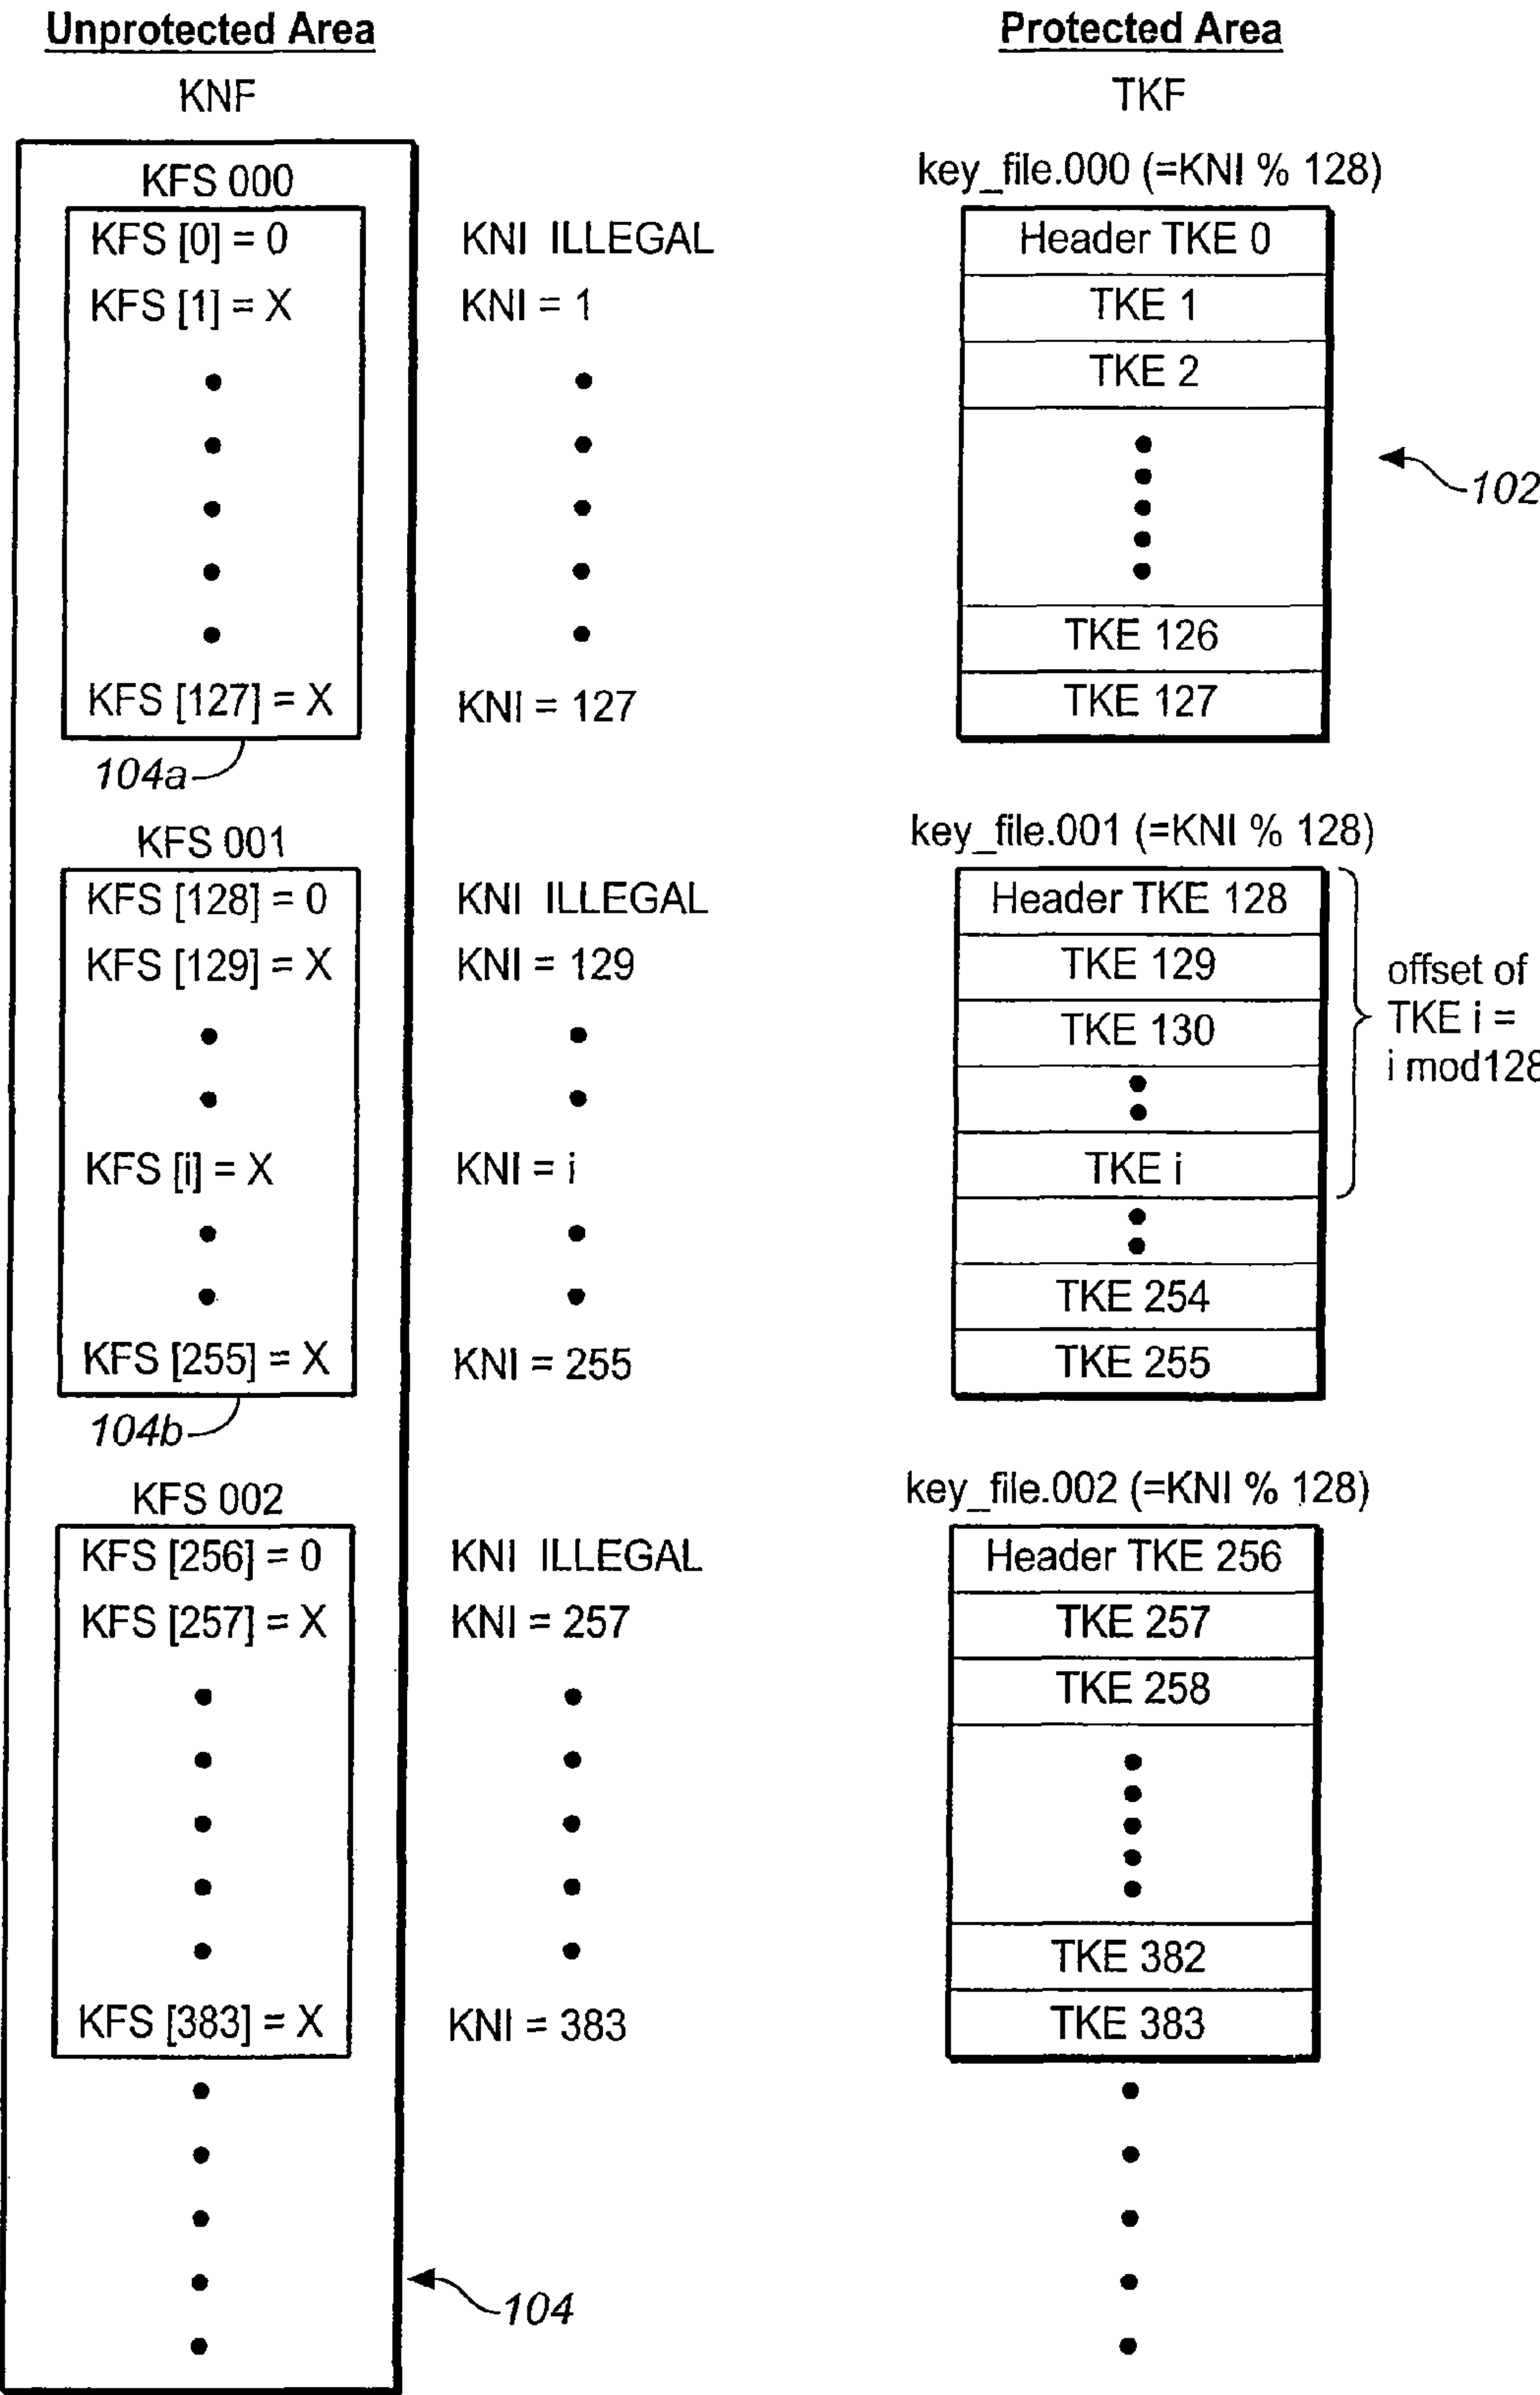 Unprotected Area
KNF
KFS 000
KFS [0] = 0
KFS [1] = X
KFS [127] = X
104a
KFS 001
KFS [128] = 0
KFS [129] = X
KFS [i] = X
KFS [255] = X
104b
KFS 002
KFS [256] = 0
KFS [257] = X
KFS [383] = X
104
KNI ILLEGAL
KNI = 1
KNI = 127
KNI ILLEGAL
KNI = 129
KNI = i
KNI = 255
KNI ILLEGAL
KNI = 257
KNI = 383
Protected Area
TKF
key_file.000 (=KNI % 128)
Header TKE 0
TKE 1
TKE 2
TKE 126
TKE 127
102
key_file.001 (=KNI % 128)
Header TKE 128
TKE 129
TKE 130
TKE i
TKE 254
TKE 255
offset of
TKE i =
i mod128
key_file.002 (=KNI % 128)
Header TKE 256
TKE 257
TKE 258
TKE 382
TKE 383